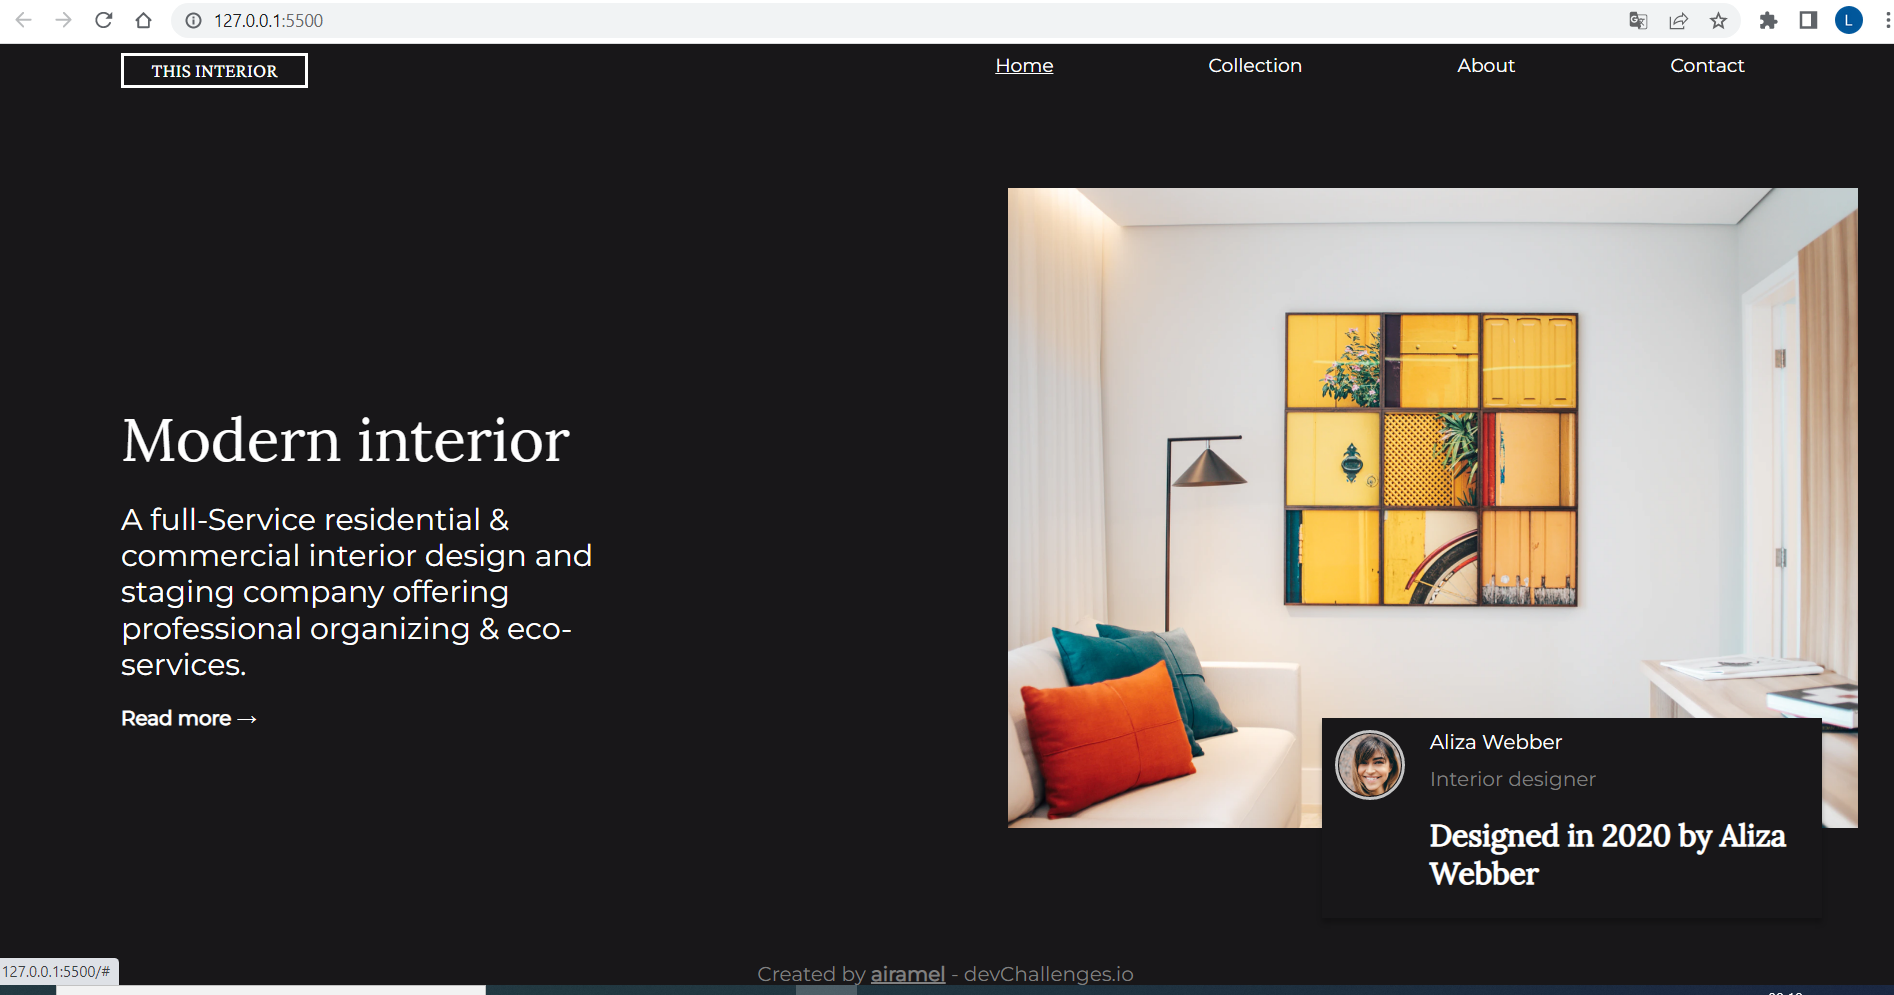 127.0.0.1:5500
L
THIS INTERIOR
Home
Collection
About
Contact
Modern interior
A full-Service residential &
commercial interior design and
staging company offering
professional organizing & eco-
services.
Read more →
Aliza Webber
Interior designer
Designed in 2020 by Aliza
Webber
127.0.0.1:5500/#
Created by airamel - devChallenges.io